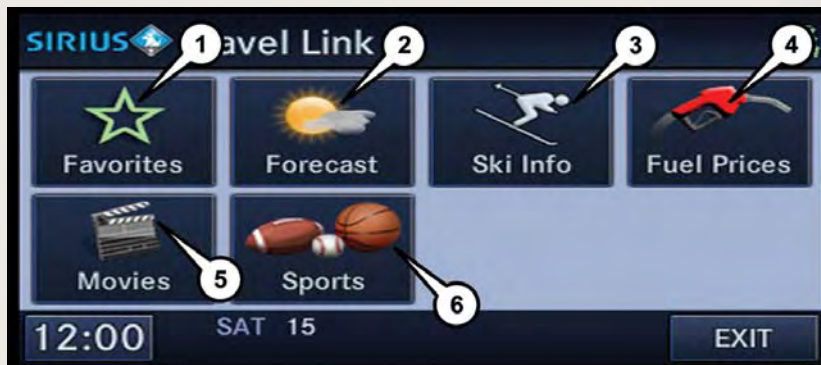 SIRIUS avel Link
1 2 3 4
Favorites Forecast Ski Info Fuel Prices
Movies Sports
5 6
12:00 SAT 15 EXIT